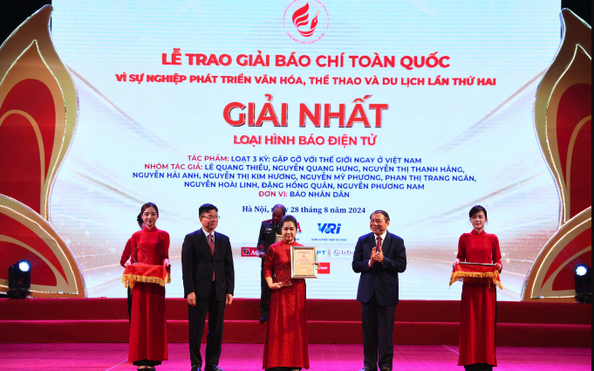 LỄ TRAO GIẢI BÁO CHÍ TOÀN QUỐC
VÌ SỰ NGHIỆP PHÁT TRIỂN VĂN HÓA, THỂ THAO VÀ DU LỊCH LẦN THỨ HAI
GIẢI NHẤT
LOẠI HÌNH BÁO ĐIỆN TỬ
TÁC PHẨM: LOẠT 3 KỲ: GẶP GỠ VỚI THẾ GIỚI NGAY Ở VIỆT NAM
NHÓM TÁC GIẢ: LÊ QUANG THIỀU, NGUYỄN QUANG HƯNG, NGUYỄN THỊ THANH HẰNG,
NGUYỄN HẢI ANH, NGUYỄN THỊ KIM HƯƠNG, NGUYỄN MỸ PHƯƠNG, PHAN THỊ TRANG NGÂN,
NGUYỄN HOÀI LINH, ĐẶNG HỒNG QUÂN, NGUYỄN PHƯƠNG NAM
ĐƠN VỊ: BÁO NHÂN DÂN
Hà Nội, 28 tháng 8 năm 2024
VRi